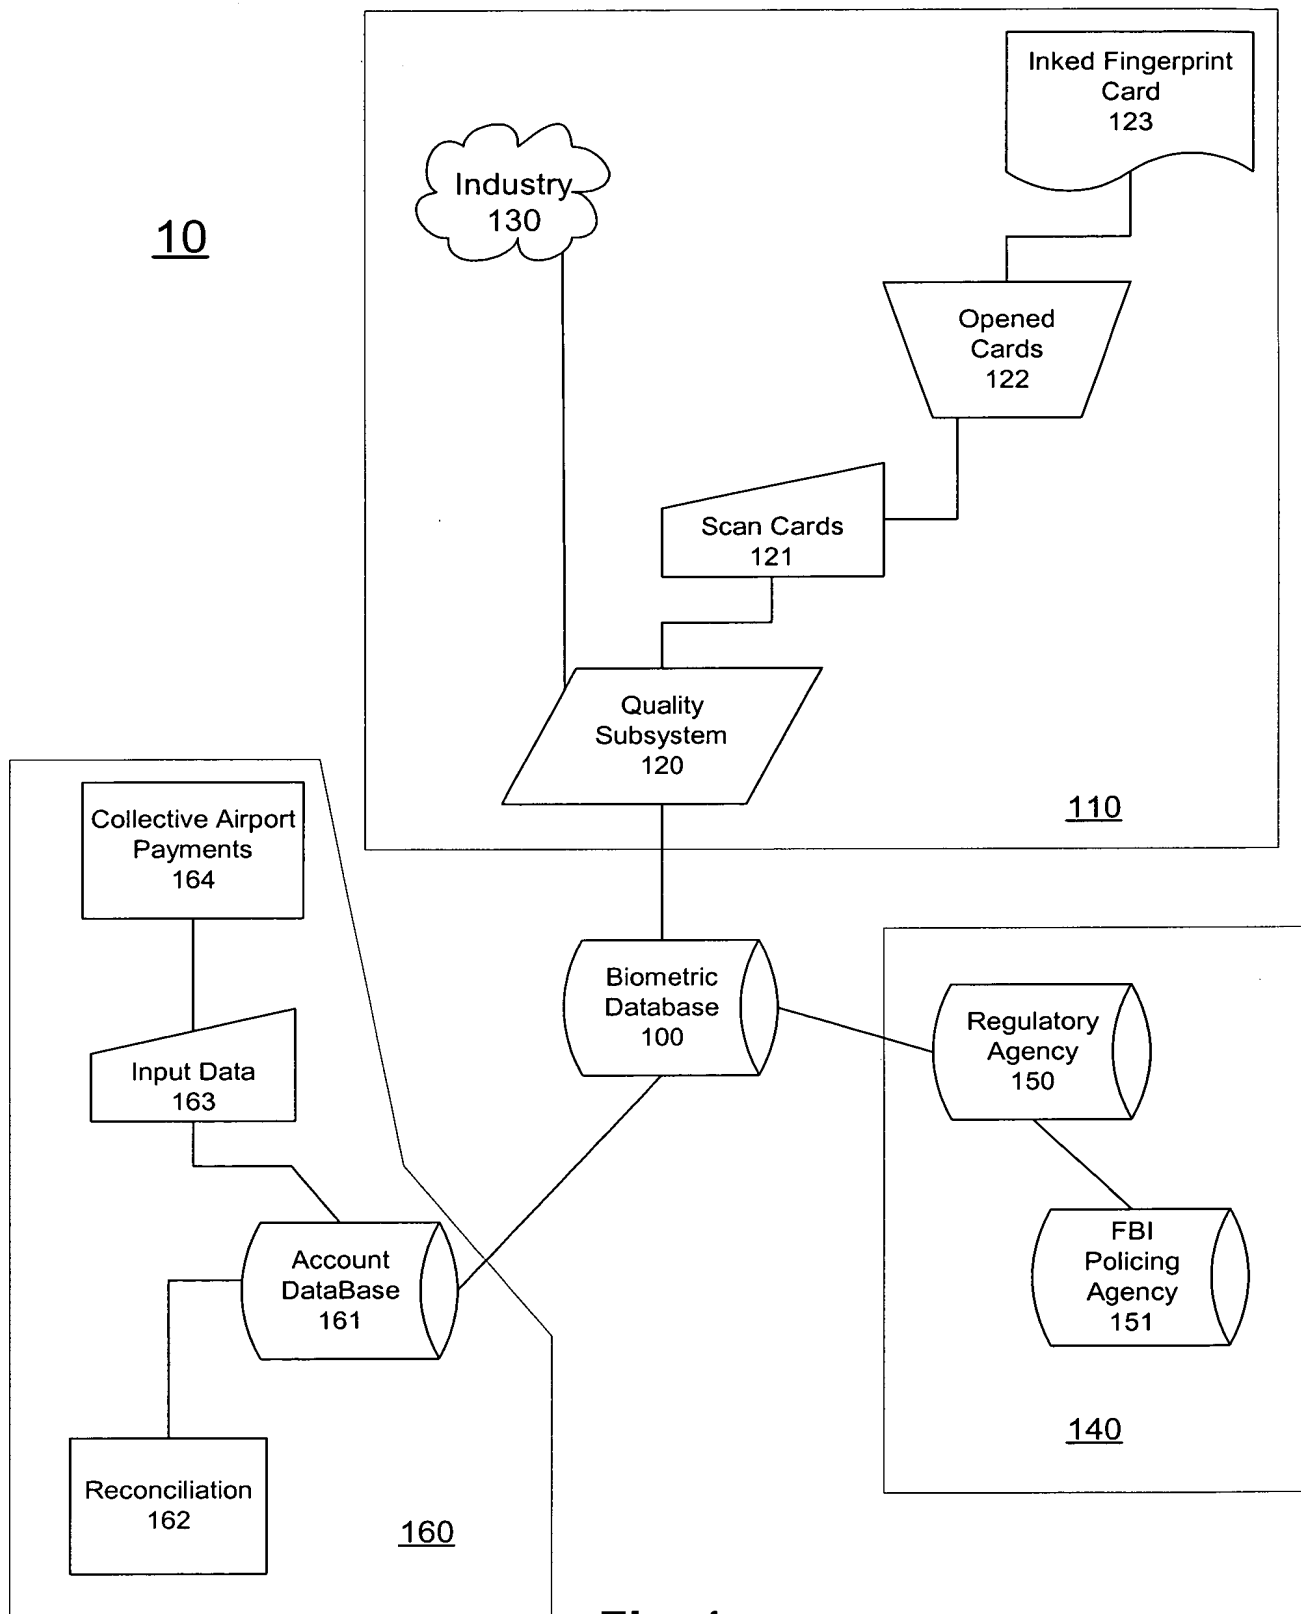 Inked Fingerprint
Card
123
Industry
130
10
Opened
Cards
122
Scan Cards
121
Quality
Subsystem
120
110
Collective Airport
Payments
164
Biometric
Database
100
Regulatory
Agency
150
Input Data
163
FBI
Policing
Agency
151
Account
DataBase
161
140
Reconciliation
162
160